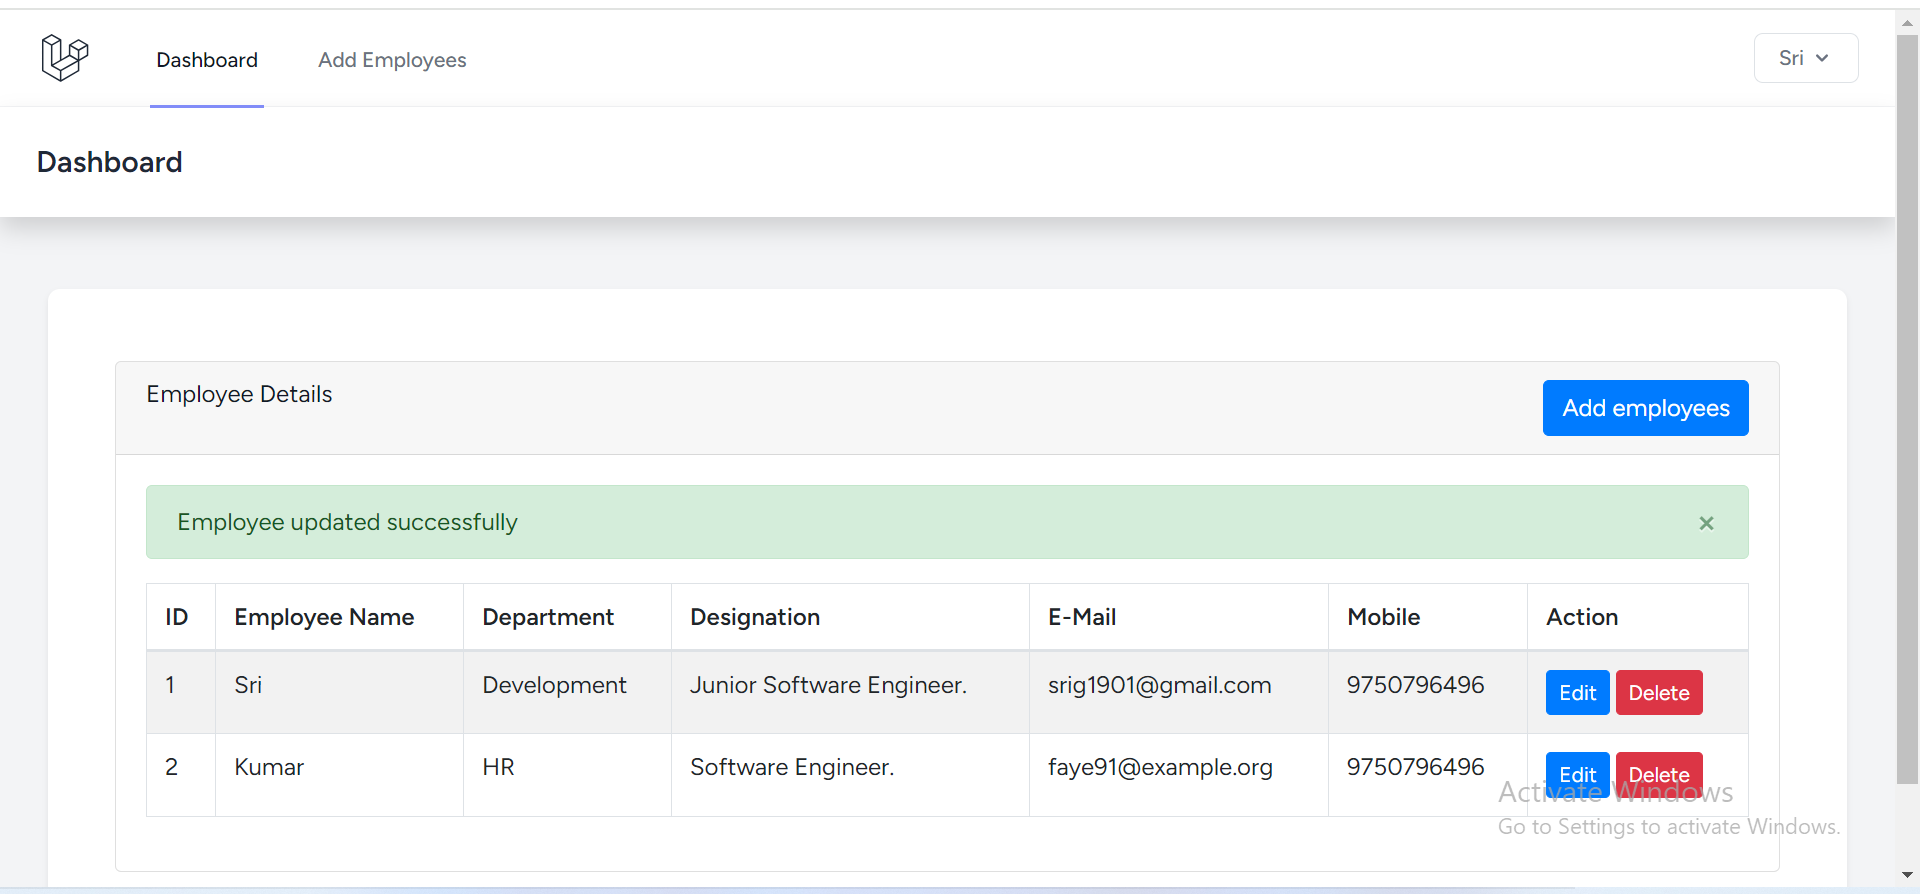 Dashboard Add Employees Sri
Dashboard
Employee Details
Add employees
Employee updated successfully ×
ID Employee Name Department Designation E-Mail Mobile Action
1 Sri Development Junior Software Engineer. srig1901@gmail.com 9750796496 Edit Delete
2 Kumar HR Software Engineer. faye91@example.org 9750796496 Edit Delete
Activate Windows
Go to Settings to activate Windows.